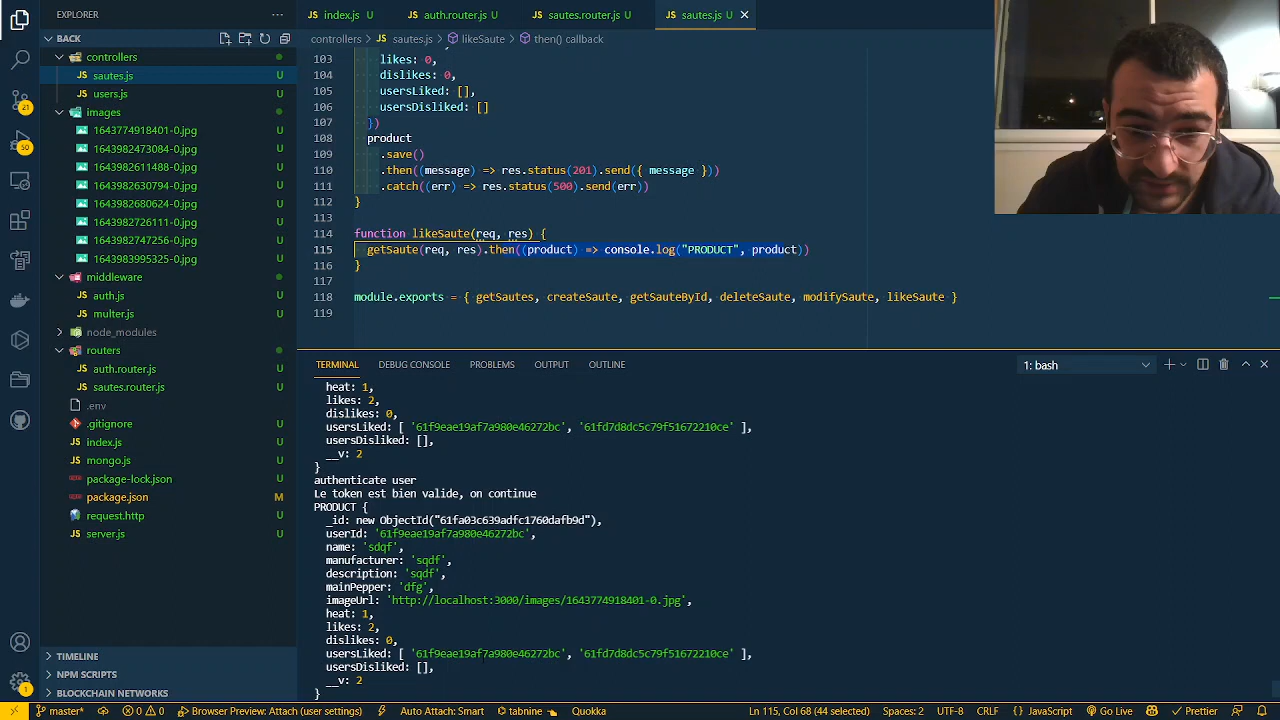 EXPLORER
index.js U
auth.router.js U
sautes.router.js U
sautes.js U
BACK
controllers > sautes.js > likeSaute > then() callback
controllers
sautes.js U
users.js U
images
1643774918401-0.jpg U
1643982473084-0.jpg U
1643982611488-0.jpg U
1643982630794-0.jpg U
1643982680624-0.jpg U
1643982726111-0.jpg U
1643982747256-0.jpg U
1643983995325-0.jpg U
middleware
auth.js U
multer.js U
node_modules
routers
auth.router.js U
sautes.router.js U
.env
.gitignore U
index.js U
mongo.js U
package-lock.json U
package.json M
request.http U
server.js U
TIMELINE
NPM SCRIPTS
BLOCKCHAIN NETWORKS
21
50
1
103 likes: 0,
104 dislikes: 0,
105 usersLiked: [],
106 usersDisliked: []
107 })
108 product
109 .save()
110 .then((message) => res.status(201).send({ message }))
111 .catch((err) => res.status(500).send(err))
112 }
113
114 function likeSaute(req, res) {
115 getSaute(req, res).then((product) => console.log("PRODUCT", product))
116 }
117
118 module.exports = { getSautes, createSaute, getSauteById, deleteSaute, modifySaute, likeSaute }
119
TERMINAL DEBUG CONSOLE PROBLEMS OUTPUT OUTLINE
1: bash
heat: 1,
likes: 2,
dislikes: 0,
usersLiked: [ '61f9eae19af7a980e46272bc', '61fd7d8dc5c79f51672210ce' ],
usersDisliked: [],
__v: 2
}
authenticate user
Le token est bien valide, on continue
PRODUCT {
_id: new ObjectId("61fa03c639adfc1760dafb9d"),
userId: '61f9eae19af7a980e46272bc',
name: 'sdqf',
manufacturer: 'sqdf',
description: 'sqdf',
mainPepper: 'dfg',
imageUrl: 'http://localhost:3000/images/1643774918401-0.jpg',
heat: 1,
likes: 2,
dislikes: 0,
usersLiked: [ '61f9eae19af7a980e46272bc', '61fd7d8dc5c79f51672210ce' ],
usersDisliked: [],
__v: 2
}
master* 0 0 Browser Preview: Attach (user settings) Attach: Smart tabnine Quokka Ln 115, Col 68 (44 selected) Spaces: 2 UTF-8 CRLF JavaScript Go Live Prettier